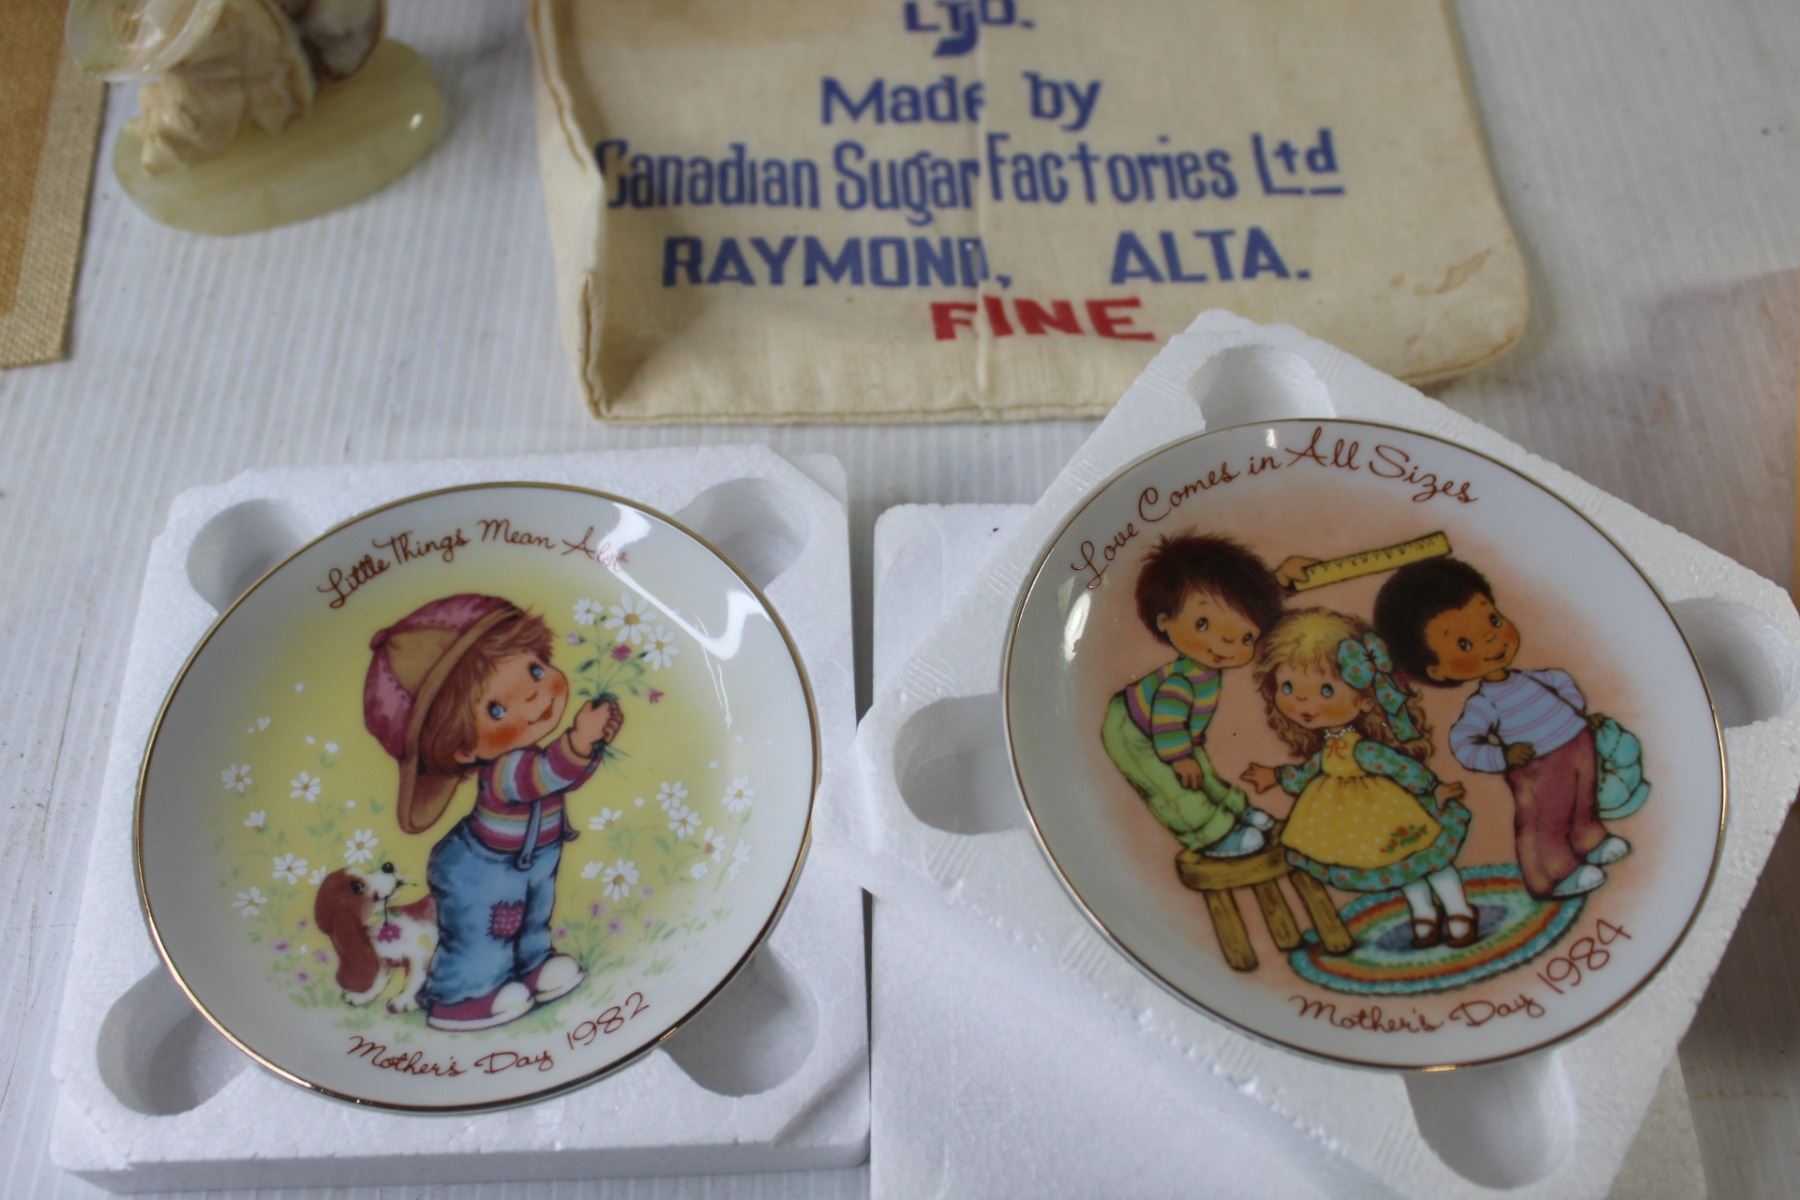 LTD.
Made by
Canadian Sugar Factories Ltd
RAYMOND, ALTA.
FINE
Little Things Mean Alot
Mother's Day 1982
Love Comes in All Sizes
Mother's Day 1984